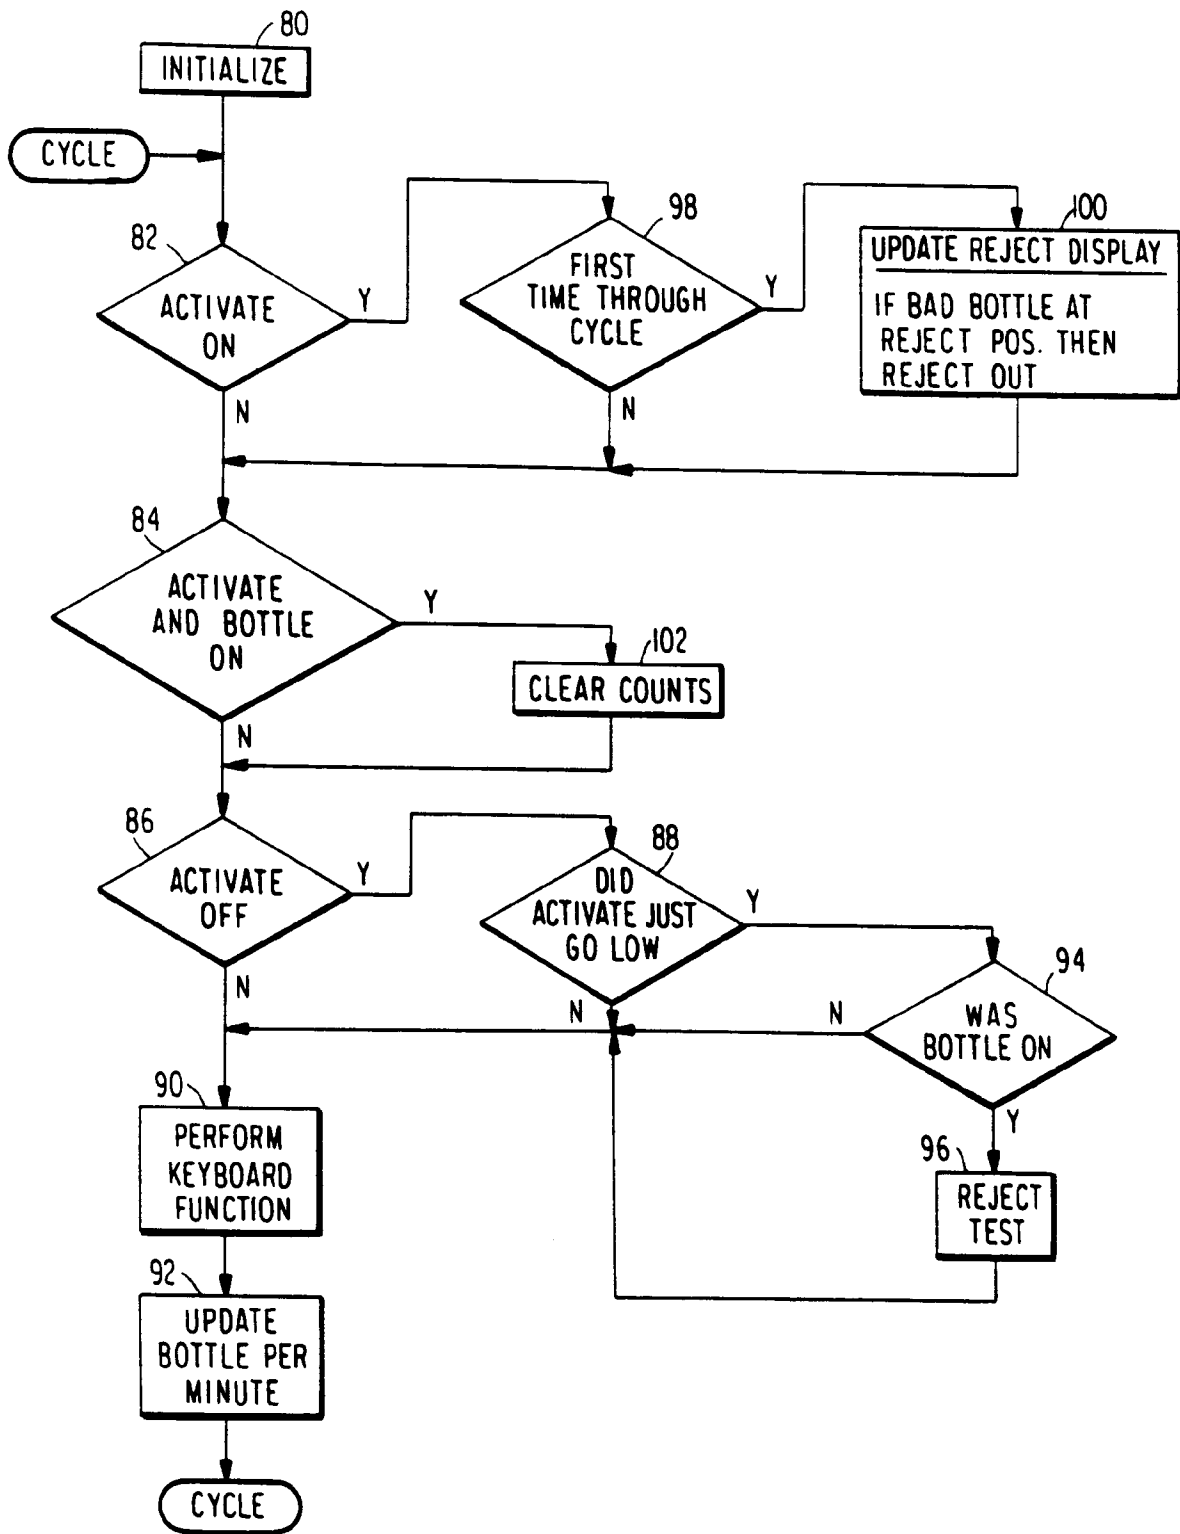 80
INITIALIZE
CYCLE
82
ACTIVATE
ON
Y
N
98
FIRST
TIME THROUGH
CYCLE
Y
N
100
UPDATE REJECT DISPLAY
IF BAD BOTTLE AT
REJECT POS. THEN
REJECT OUT
84
ACTIVATE
AND BOTTLE
ON
Y
N
102
CLEAR COUNTS
86
ACTIVATE
OFF
Y
N
88
DID
ACTIVATE JUST
GO LOW
Y
N
94
WAS
BOTTLE ON
N
Y
96
REJECT
TEST
90
PERFORM
KEYBOARD
FUNCTION
92
UPDATE
BOTTLE PER
MINUTE
CYCLE